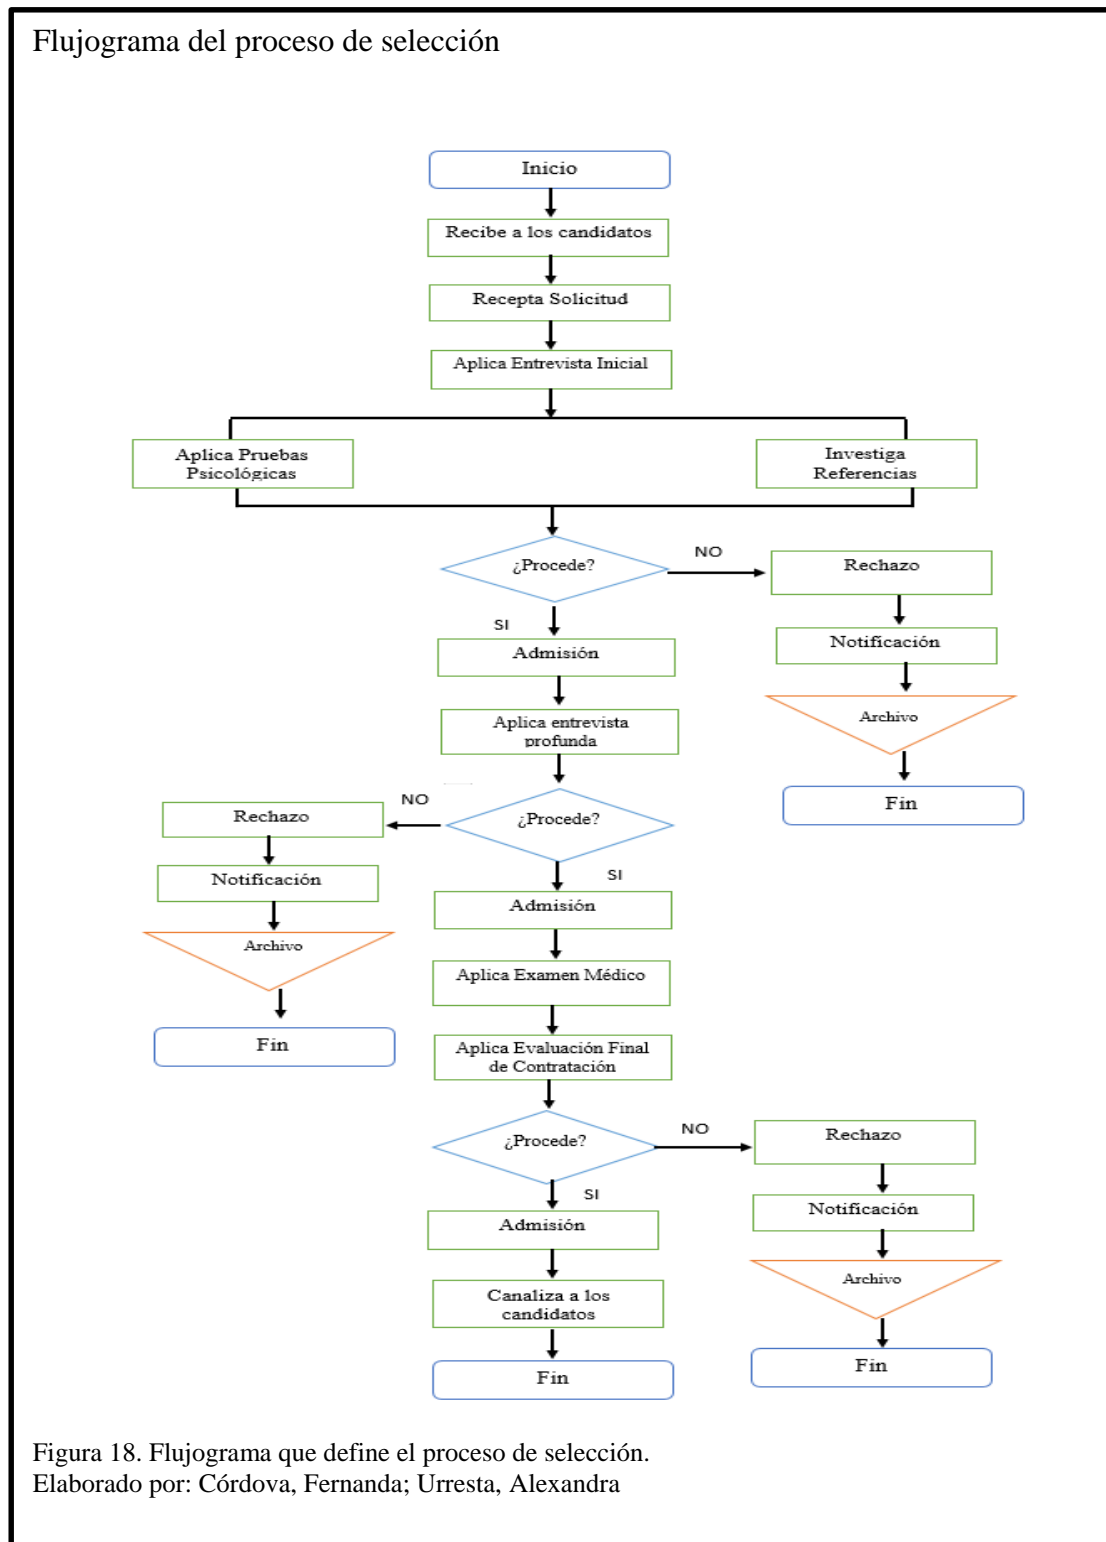 Flujograma del proceso de selección
Inicio
Recibe a los candidatos
Recepta Solicitud
Aplica Entrevista Inicial
Aplica Pruebas
Psicológicas
Investiga
Referencias
¿Procede?
NO
Rechazo
Notificación
Archivo
Fin
SI
Admisión
Aplica entrevista
profunda
¿Procede?
NO
Rechazo
Notificación
Archivo
Fin
SI
Admisión
Aplica Examen Médico
Aplica Evaluación Final
de Contratación
¿Procede?
NO
Rechazo
Notificación
Archivo
Fin
SI
Admisión
Canaliza a los
candidatos
Fin
Figura 18. Flujograma que define el proceso de selección.
Elaborado por: Córdova, Fernanda; Urresta, Alexandra